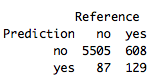 Reference
Prediction no yes
no 5505 608
yes 87 129